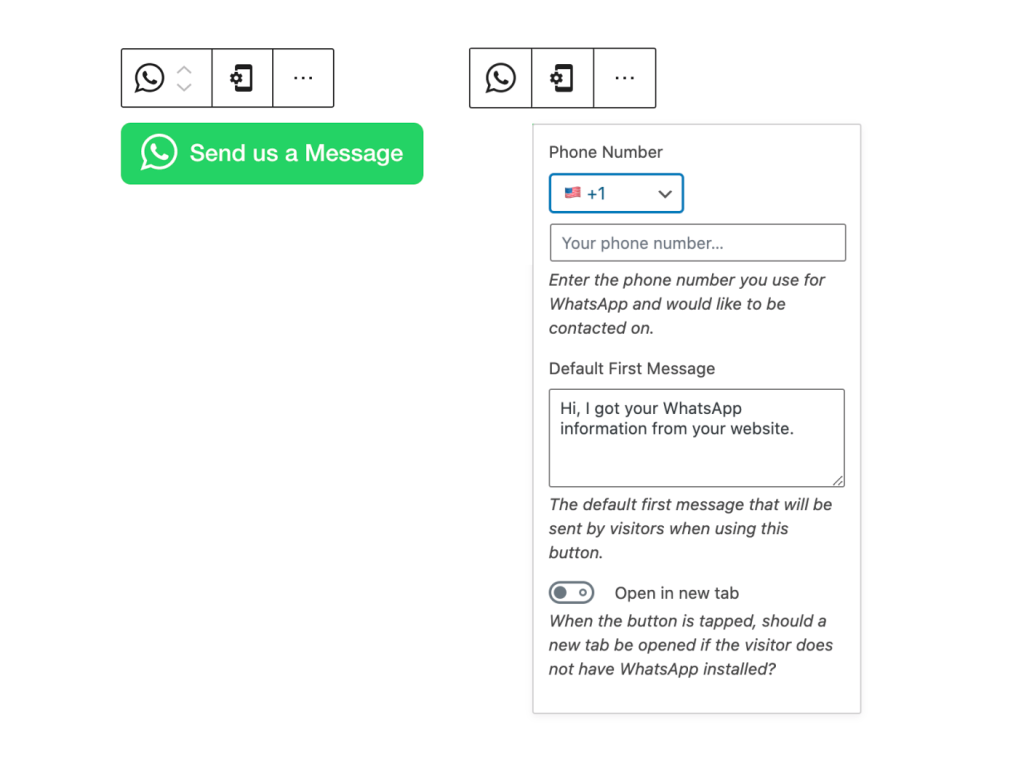 Send us a Message
Phone Number
+1
Your phone number...
Enter the phone number you use for
WhatsApp and would like to be
contacted on.
Default First Message
Hi, I got your WhatsApp
information from your website.
The default first message that will be
sent by visitors when using this
button.
Open in new tab
When the button is tapped, should a
new tab be opened if the visitor does
not have WhatsApp installed?